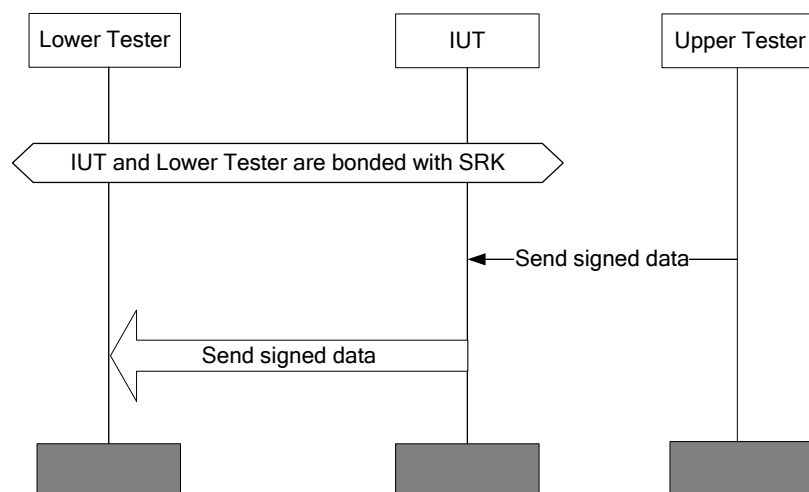 Lower Tester
IUT
Upper Tester
IUT and Lower Tester are bonded with SRK
Send signed data
Send signed data